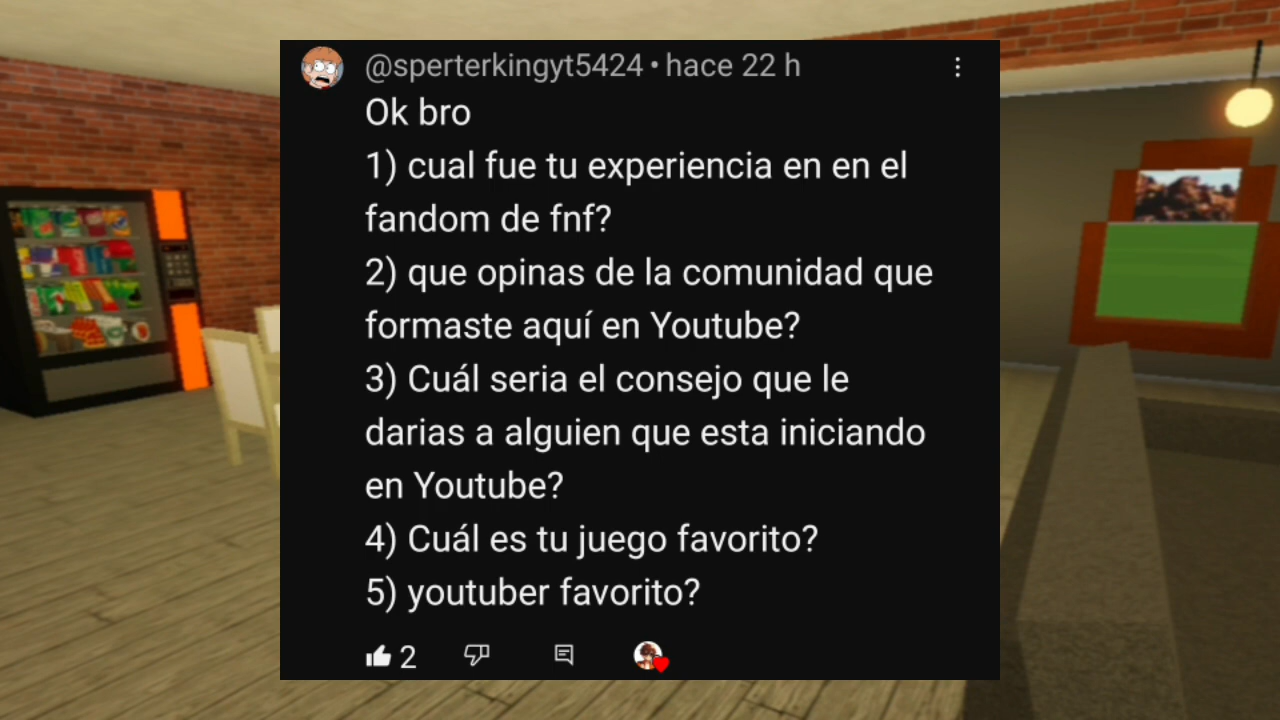 @sperterkingyt5424 • hace 22 h
Ok bro
1) cual fue tu experiencia en en el
fandom de fnf?
2) que opinas de la comunidad que
formaste aquí en Youtube?
3) Cuál seria el consejo que le
darias a alguien que esta iniciando
en Youtube?
4) Cuál es tu juego favorito?
5) youtuber favorito?
2